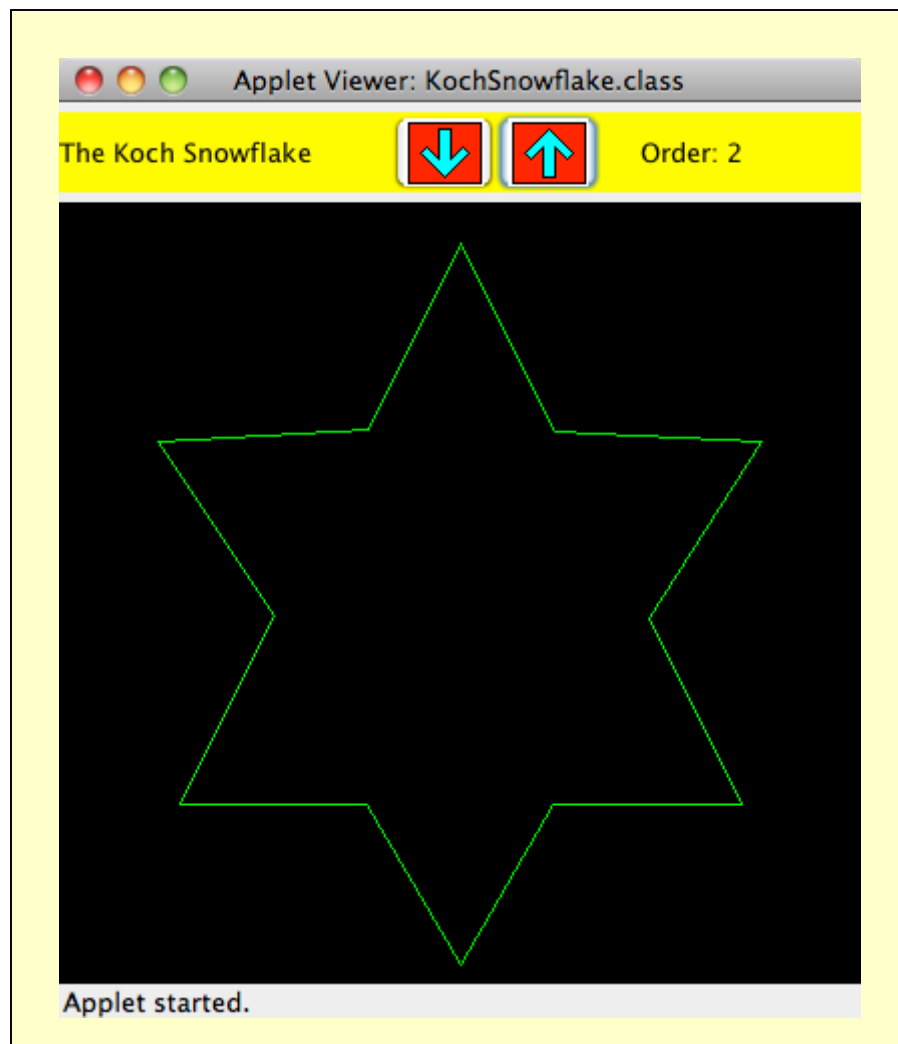 Applet Viewer: KochSnowflake.class
The Koch Snowflake Order: 2
Applet started.